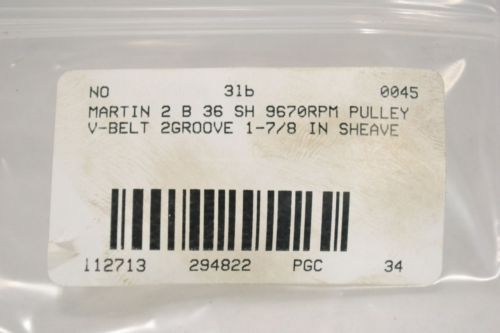 NO 31b 0045
MARTIN 2 B 36 SH 9670RPM PULLEY
V-BELT 2GROOVE 1-7/8 IN SHEAVE
112713 294822 PGC 34